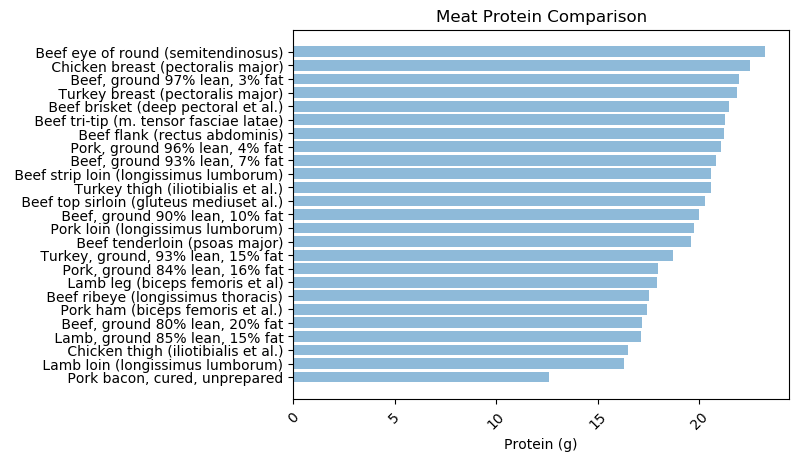 Meat Protein Comparison
Beef eye of round (semitendinosus)
Chicken breast (pectoralis major)
Beef, ground 97% lean, 3% fat
Turkey breast (pectoralis major)
Beef brisket (deep pectoral et al.)
Beef tri-tip (m. tensor fasciae latae)
Beef flank (rectus abdominis)
Pork, ground 96% lean, 4% fat
Beef, ground 93% lean, 7% fat
Beef strip loin (longissimus lumborum)
Turkey thigh (iliotibialis et al.)
Beef top sirloin (gluteus mediuset al.)
Beef, ground 90% lean, 10% fat
Pork loin (longissimus lumborum)
Beef tenderloin (psoas major)
Turkey, ground, 93% lean, 15% fat
Pork, ground 84% lean, 16% fat
Lamb leg (biceps femoris et al)
Beef ribeye (longissimus thoracis)
Pork ham (biceps femoris et al.)
Beef, ground 80% lean, 20% fat
Lamb, ground 85% lean, 15% fat
Chicken thigh (iliotibialis et al.)
Lamb loin (longissimus lumborum)
Pork bacon, cured, unprepared
0 5 10 15 20
Protein (g)